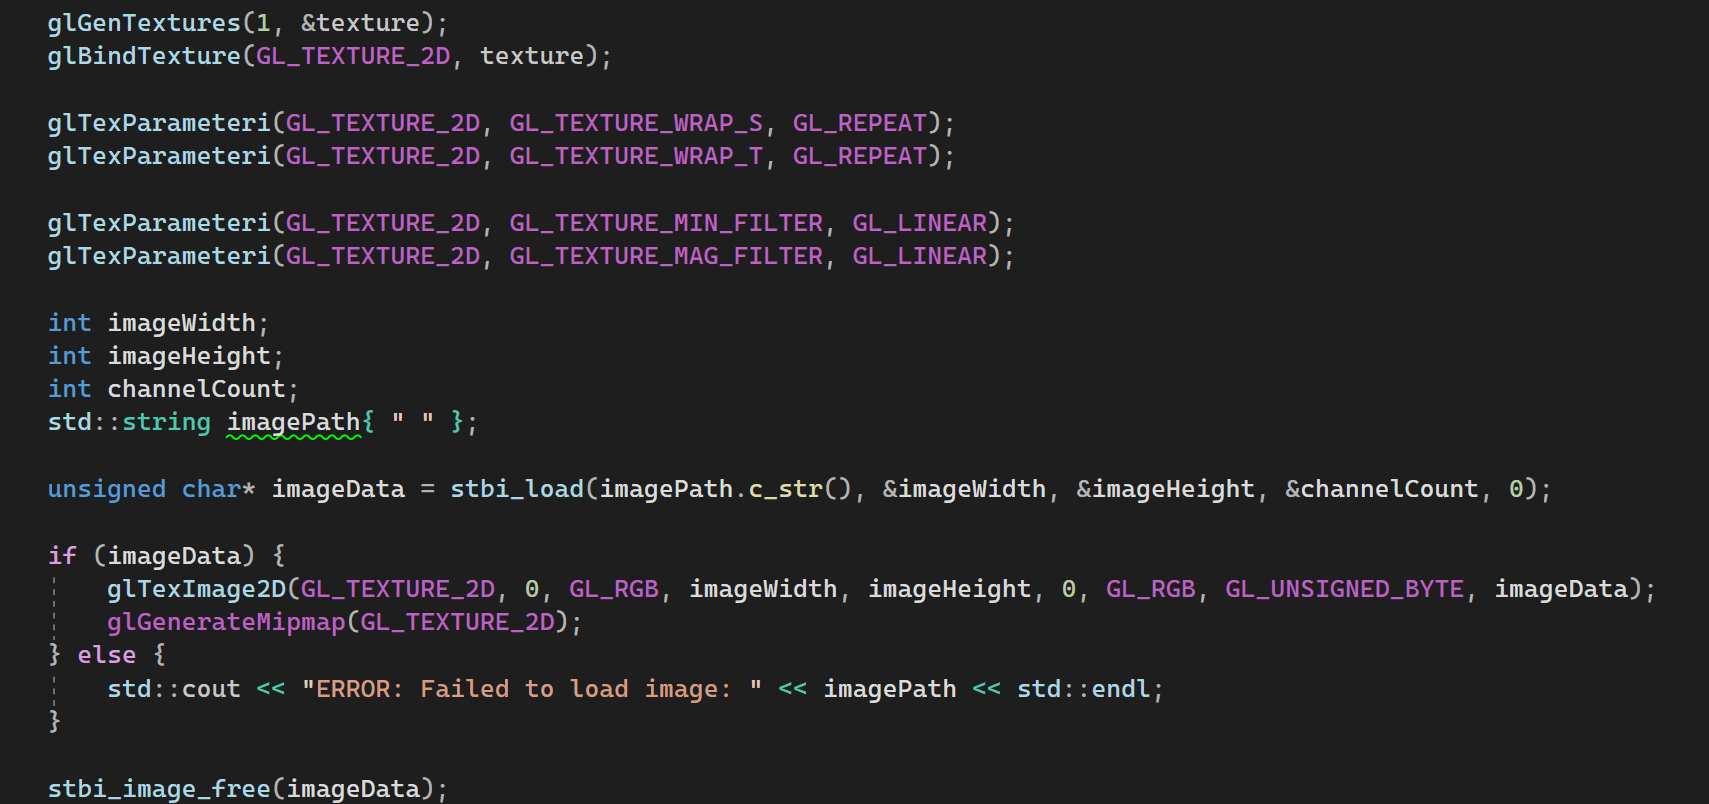 glGenTextures(1, &texture);
glBindTexture(GL_TEXTURE_2D, texture);
glTexParameteri(GL_TEXTURE_2D, GL_TEXTURE_WRAP_S, GL_REPEAT);
glTexParameteri(GL_TEXTURE_2D, GL_TEXTURE_WRAP_T, GL_REPEAT);
glTexParameteri(GL_TEXTURE_2D, GL_TEXTURE_MIN_FILTER, GL_LINEAR);
glTexParameteri(GL_TEXTURE_2D, GL_TEXTURE_MAG_FILTER, GL_LINEAR);
int imageWidth;
int imageHeight;
int channelCount;
std::string imagePath{ " " };
unsigned char* imageData = stbi_load(imagePath.c_str(), &imageWidth, &imageHeight, &channelCount, 0);
if (imageData) {
    glTexImage2D(GL_TEXTURE_2D, 0, GL_RGB, imageWidth, imageHeight, 0, GL_RGB, GL_UNSIGNED_BYTE, imageData);
    glGenerateMipmap(GL_TEXTURE_2D);
} else {
    std::cout << "ERROR: Failed to load image: " << imagePath << std::endl;
}
stbi_image_free(imageData);